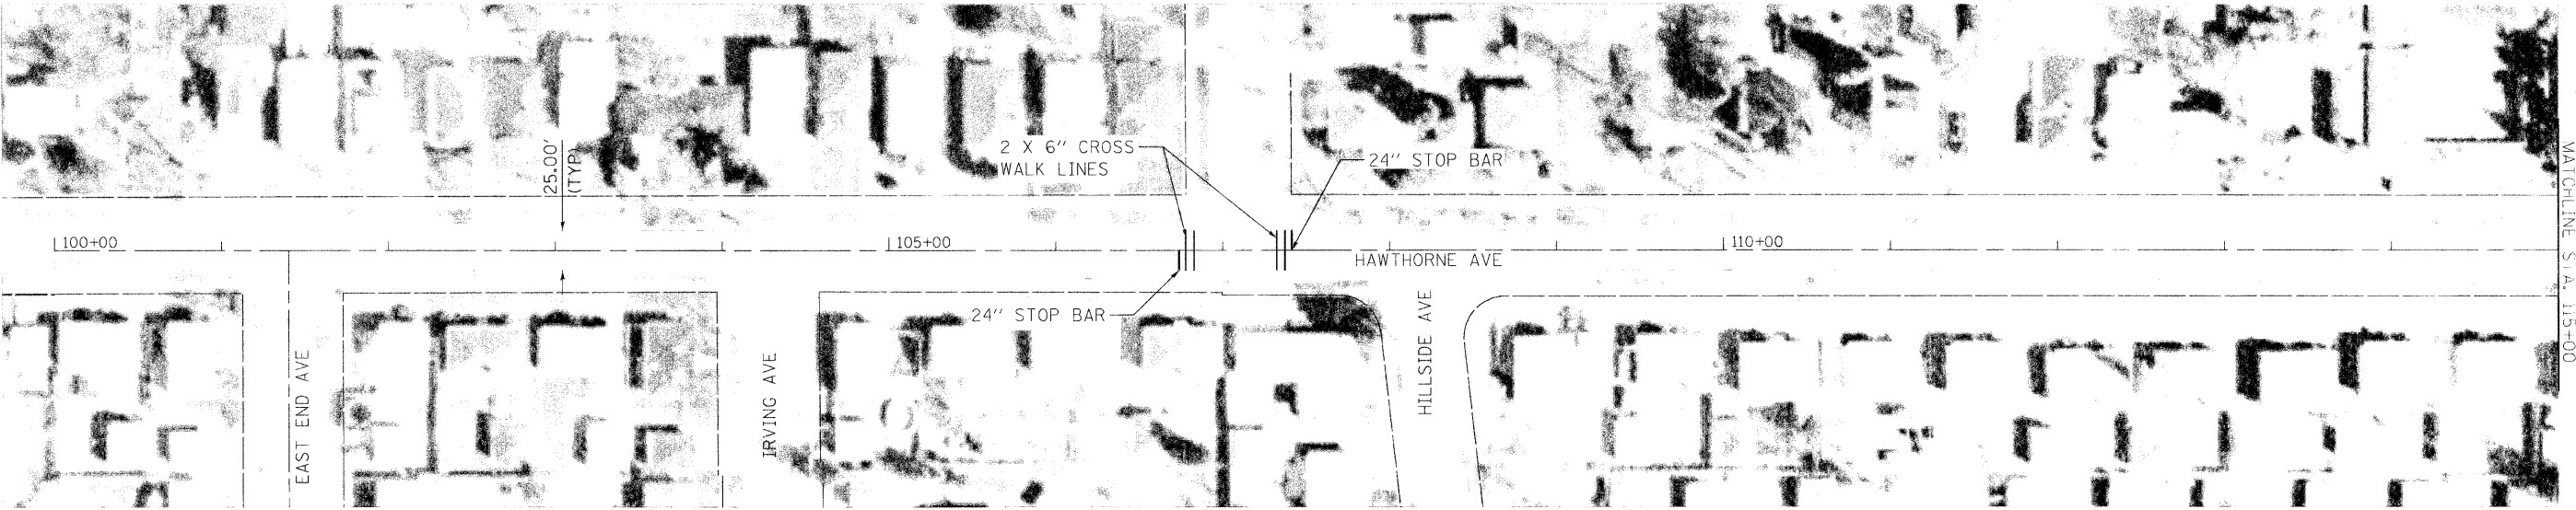 25.00'
(TYP)
2 X 6" CROSS
WALK LINES
24" STOP BAR
100+00
105+00
110+00
HAWTHORNE AVE
24" STOP BAR
EAST END AVE
IRVING AVE
HILLSIDE AVE
MATCHLINE STA. 115+00